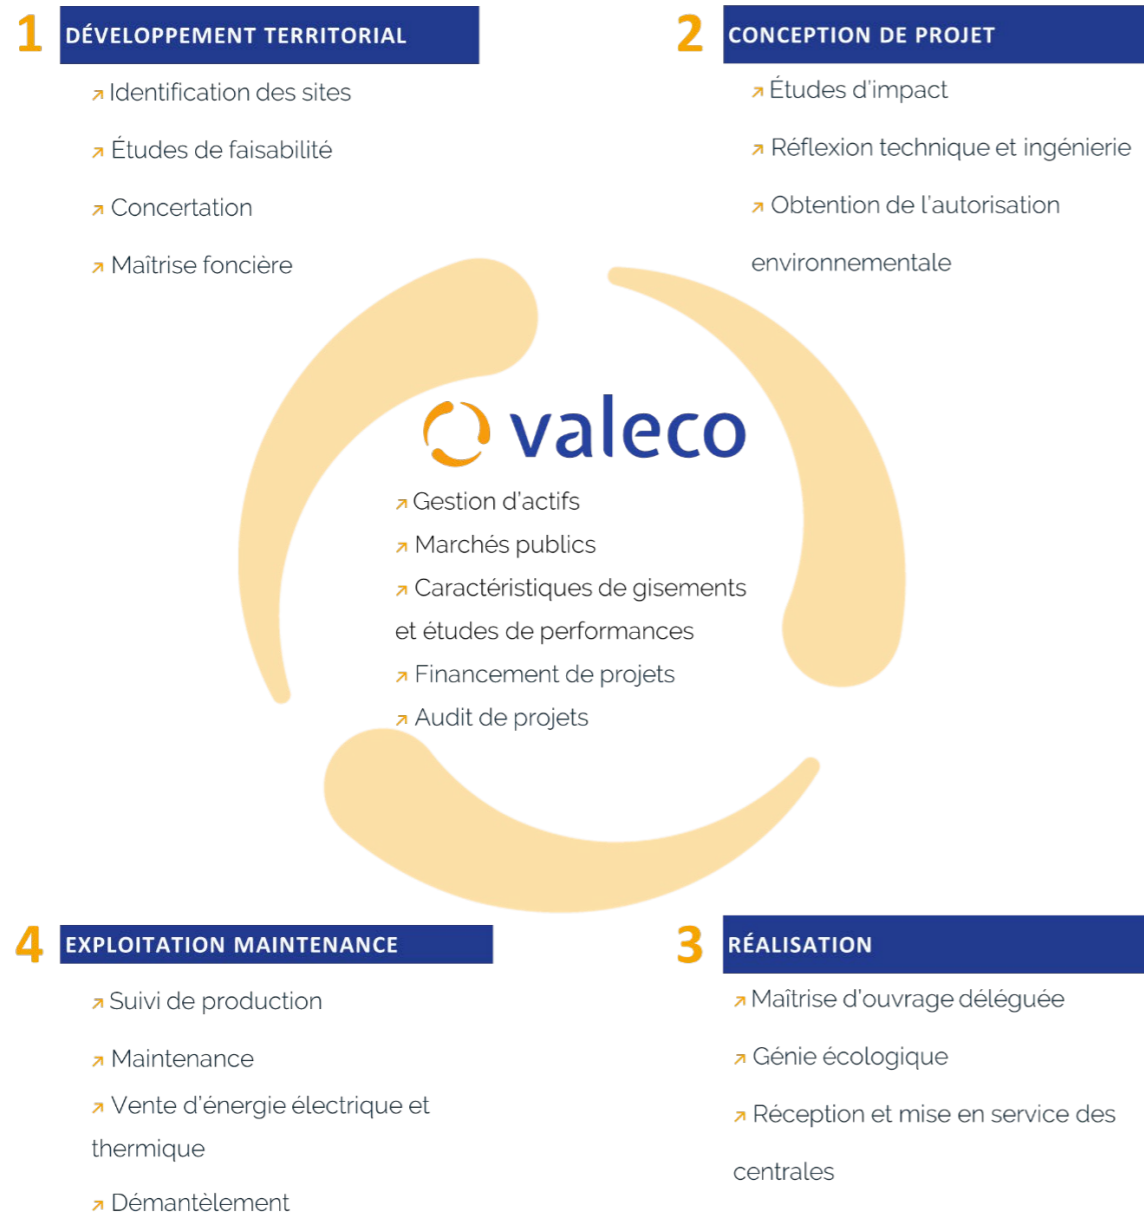 1 DÉVELOPPEMENT TERRITORIAL
↗ Identification des sites
↗ Études de faisabilité
↗ Concertation
↗ Maîtrise foncière
2 CONCEPTION DE PROJET
↗ Études d'impact
↗ Réflexion technique et ingénierie
↗ Obtention de l'autorisation
environnementale
valeco
↗ Gestion d'actifs
↗ Marchés publics
↗ Caractéristiques de gisements
et études de performances
↗ Financement de projets
↗ Audit de projets
4 EXPLOITATION MAINTENANCE
↗ Suivi de production
↗ Maintenance
↗ Vente d'énergie électrique et
thermique
↗ Démantèlement
3 RÉALISATION
↗ Maîtrise d'ouvrage déléguée
↗ Génie écologique
↗ Réception et mise en service des
centrales